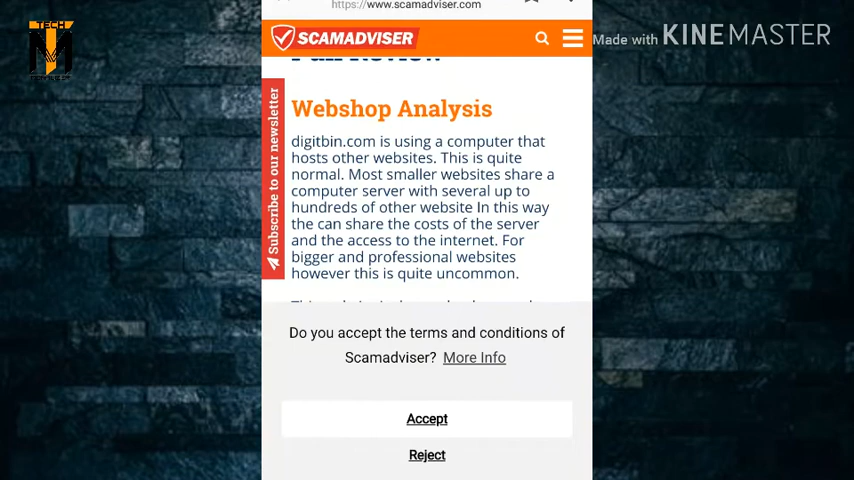 TECH
https://www.scamadviser.com
SCAMADVISER
Made with KINEMASTER
Full Review
Subscribe to our newsletter
Webshop Analysis
digitbin.com is using a computer that
hosts other websites. This is quite
normal. Most smaller websites share a
computer server with several up to
hundreds of other website In this way
the can share the costs of the server
and the access to the internet. For
bigger and professional websites
however this is quite uncommon.
Do you accept the terms and conditions of
Scamadviser? More Info
Accept
Reject